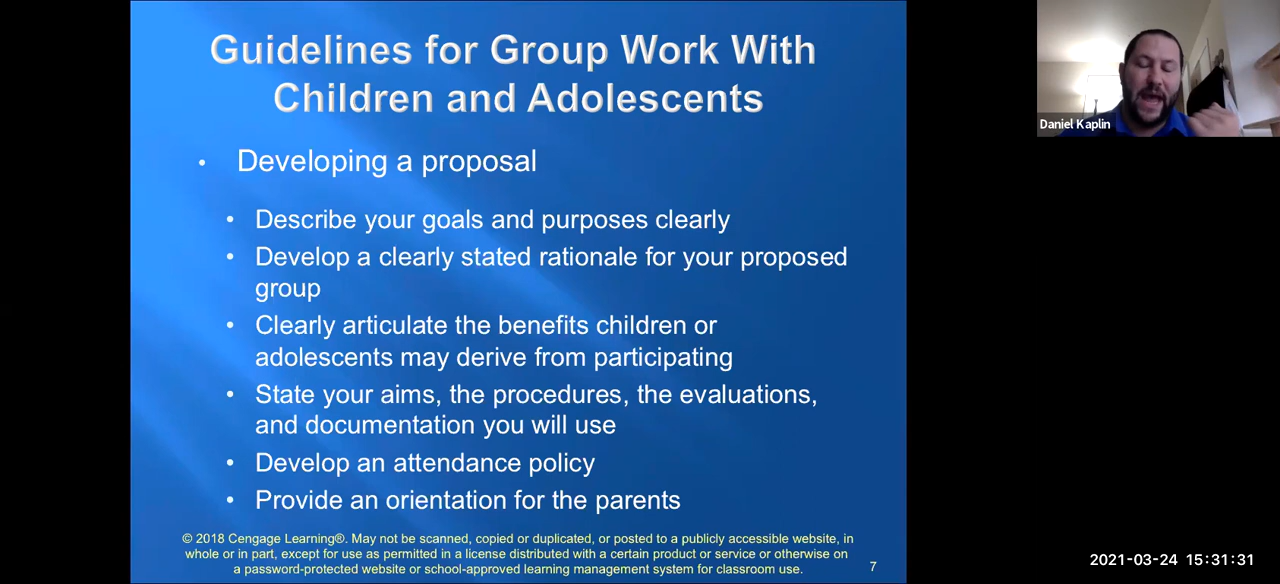 Guidelines for Group Work With
Children and Adolescents
• Developing a proposal
• Describe your goals and purposes clearly
• Develop a clearly stated rationale for your proposed
group
• Clearly articulate the benefits children or
adolescents may derive from participating
• State your aims, the procedures, the evaluations,
and documentation you will use
• Develop an attendance policy
• Provide an orientation for the parents
© 2018 Cengage Learning®. May not be scanned, copied or duplicated, or posted to a publicly accessible website, in
whole or in part, except for use as permitted in a license distributed with a certain product or service or otherwise on
a password-protected website or school-approved learning management system for classroom use.
7
Daniel Kaplin
2021-03-24 15:31:31